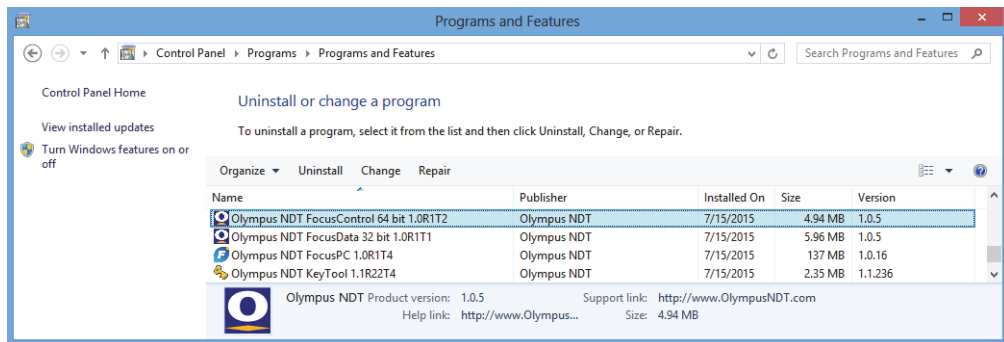 Programs and Features
Control Panel Programs Programs and Features
Search Programs and Features
Control Panel Home
View installed updates
Turn Windows features on or
off
Uninstall or change a program
To uninstall a program, select it from the list and then click Uninstall, Change, or Repair.
Organize Uninstall Change Repair
Name Publisher Installed On Size Version
Olympus NDT FocusControl 64 bit 1.0R1T2 Olympus NDT 7/15/2015 4.94 MB 1.0.5
Olympus NDT FocusData 32 bit 1.0R1T1 Olympus NDT 7/15/2015 5.96 MB 1.0.5
Olympus NDT FocusPC 1.0R1T4 Olympus NDT 7/15/2015 137 MB 1.0.16
Olympus NDT KeyTool 1.1R22T4 Olympus NDT 7/15/2015 2.35 MB 1.1.236
Olympus NDT Product version: 1.0.5 Support link: http://www.OlympusNDT.com
Help link: http://www.Olympus... Size: 4.94 MB